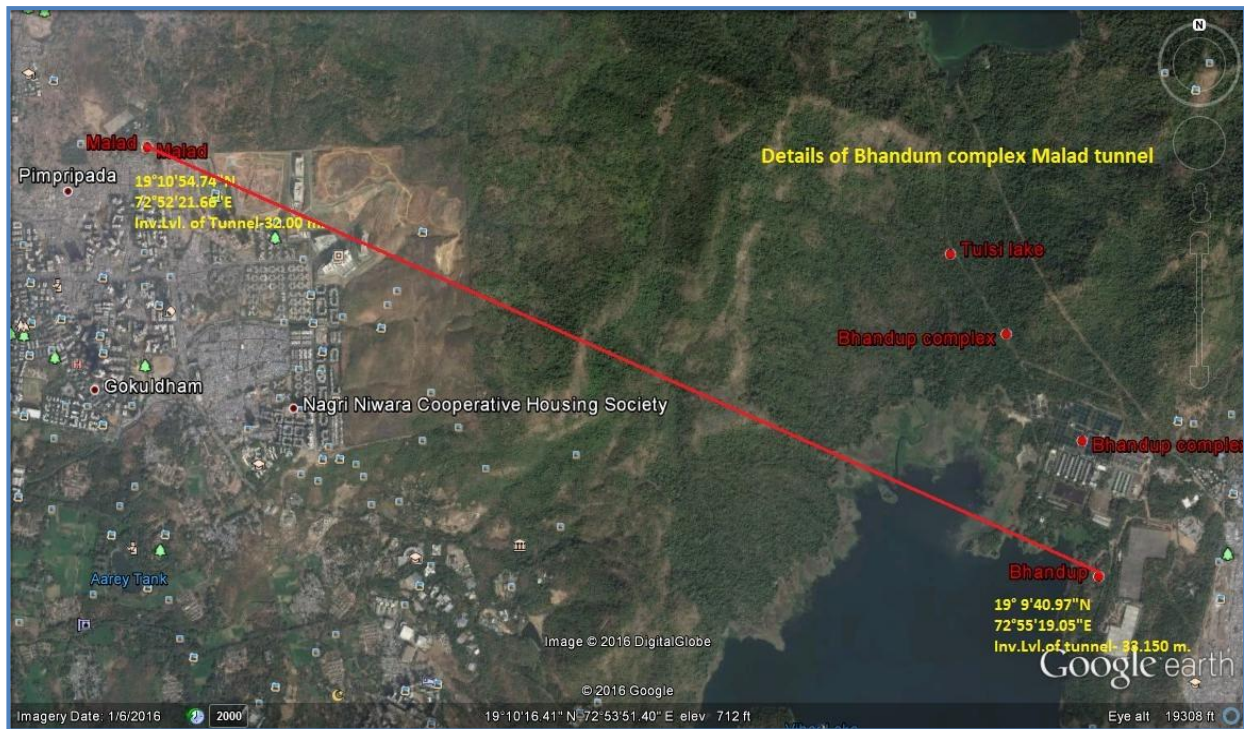 N
Details of Bhandum complex Malad tunnel
Malad
Malad
Pimpripada
19°10'54.74"N
72°52'21.66"E
Inv.Lvl. of Tunnel-32.00 m.
Tulsi lake
Bhandup complex
Gokuldham
Nagri Niwara Cooperative Housing Society
Bhandup complex
Bhandup
Aarey Tank
19° 9'40.97"N
72°55'19.05"E
Inv.Lvl.of tunnel- 33.150 m.
Image © 2016 DigitalGlobe
Google earth
© 2016 Google
Imagery Date: 1/6/2016 2000 19°10'16.41" N 72°53'51.40" E elev 712 ft Eye alt 19308 ft